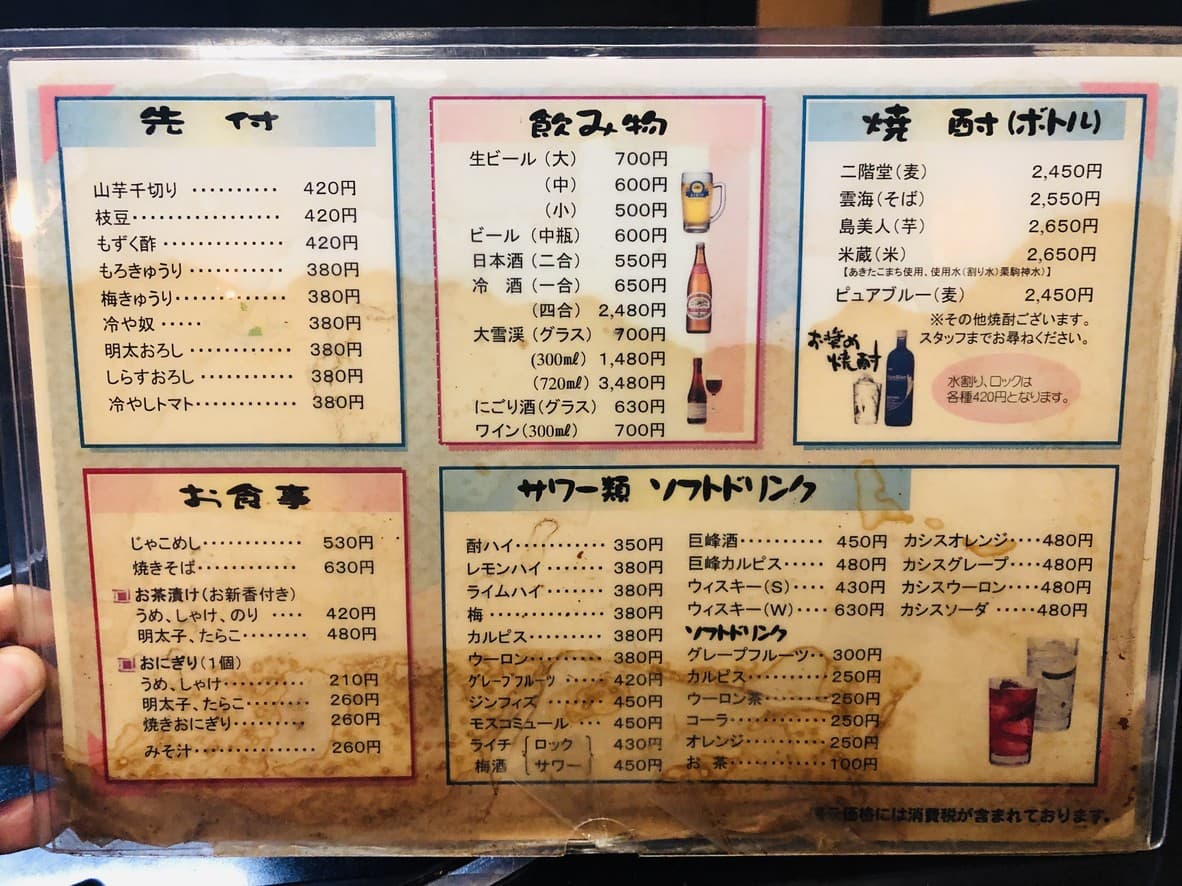 先付
山芋千切り ・・・・・・・・・・ 420円
枝豆・・・・・・・・・・・・・・・・・ 420円
もずく酢 ・・・・・・・・・・・・・ 420円
もろきゅうり ・・・・・・・・・・ 380円
梅きゅうり・・・・・・・・・・・・ 380円
冷や奴 ・・・・・ 380円
明太おろし ・・・・・・・・・・・ 380円
しらすおろし ・・・・・・・・・・ 380円
冷やしトマト・・・・・・・・・・・ 380円
飲み物
生ビール（大） 700円
（中） 600円
（小） 500円
ビール（中瓶） 600円
日本酒（二合） 550円
冷 酒（一合） 650円
（四合） 2,480円
大雪渓（グラス） 700円
(300㎖) 1,480円
(720㎖) 3,480円
にごり酒（グラス） 630円
ワイン（300㎖） 700円
焼 酎（ボトル）
二階堂（麦） 2,450円
雲海（そば） 2,550円
島美人（芋） 2,650円
米蔵（米） 2,650円
【あきたこまち使用、使用水（割り水）栗駒神水）】
ピュアブルー（麦） 2,450円
※その他焼酎ございます。
スタッフまでお尋ねください。
お奨め
焼酎
水割り、ロックは
各種420円となります。
お食事
じゃこめし・・・・・・・・・・ 530円
焼きそば・・・・・・・・・・・ 630円
お茶漬け（お新香付き）
うめ、しゃけ、のり ・・・・ 420円
明太子、たらこ・・・・・・・・ 480円
おにぎり（1個）
うめ、しゃけ・・・・・・・・・・ 210円
明太子、たらこ・・・・・・・・ 260円
焼きおにぎり・・・・・・・・・ 260円
みそ汁・・・・・・・・・・・・・・ 260円
サワー類 ソフトドリンク
酎ハイ・・・・・・・・・・・ 350円
レモンハイ・・・・・・・・・ 380円
ライムハイ・・・・・・・・・ 380円
梅・・・・・・・・・・・・・・・ 380円
カルピス・・・・・・・・・・ 380円
ウーロン・・・・・・・・・・ 380円
グレープフルーツ ・・・・・ 420円
ジンフィズ ・・・・・・・ 450円
モスコミュール ・・・・ 450円
ライチ ロック 430円
梅酒 サワー 450円
巨峰酒・・・・・・・・・・ 450円
巨峰カルピス・・・・・ 480円
ウィスキー（S）・・・・ 430円
ウィスキー（W）・・・・ 630円
ソフトドリンク
グレープフルーツ・・ 300円
カルピス・・・・・・・・・・250円
ウーロン茶・・・・・・・・250円
コーラ・・・・・・・・・・・・250円
オレンジ・・・・・・・・・・250円
お 茶・・・・・・・・・・・・100円
カシスオレンジ・・・・480円
カシスグレープ・・・・480円
カシスウーロン・・・・480円
カシスソーダ ・・・・・480円
価格には消費税が含まれております。